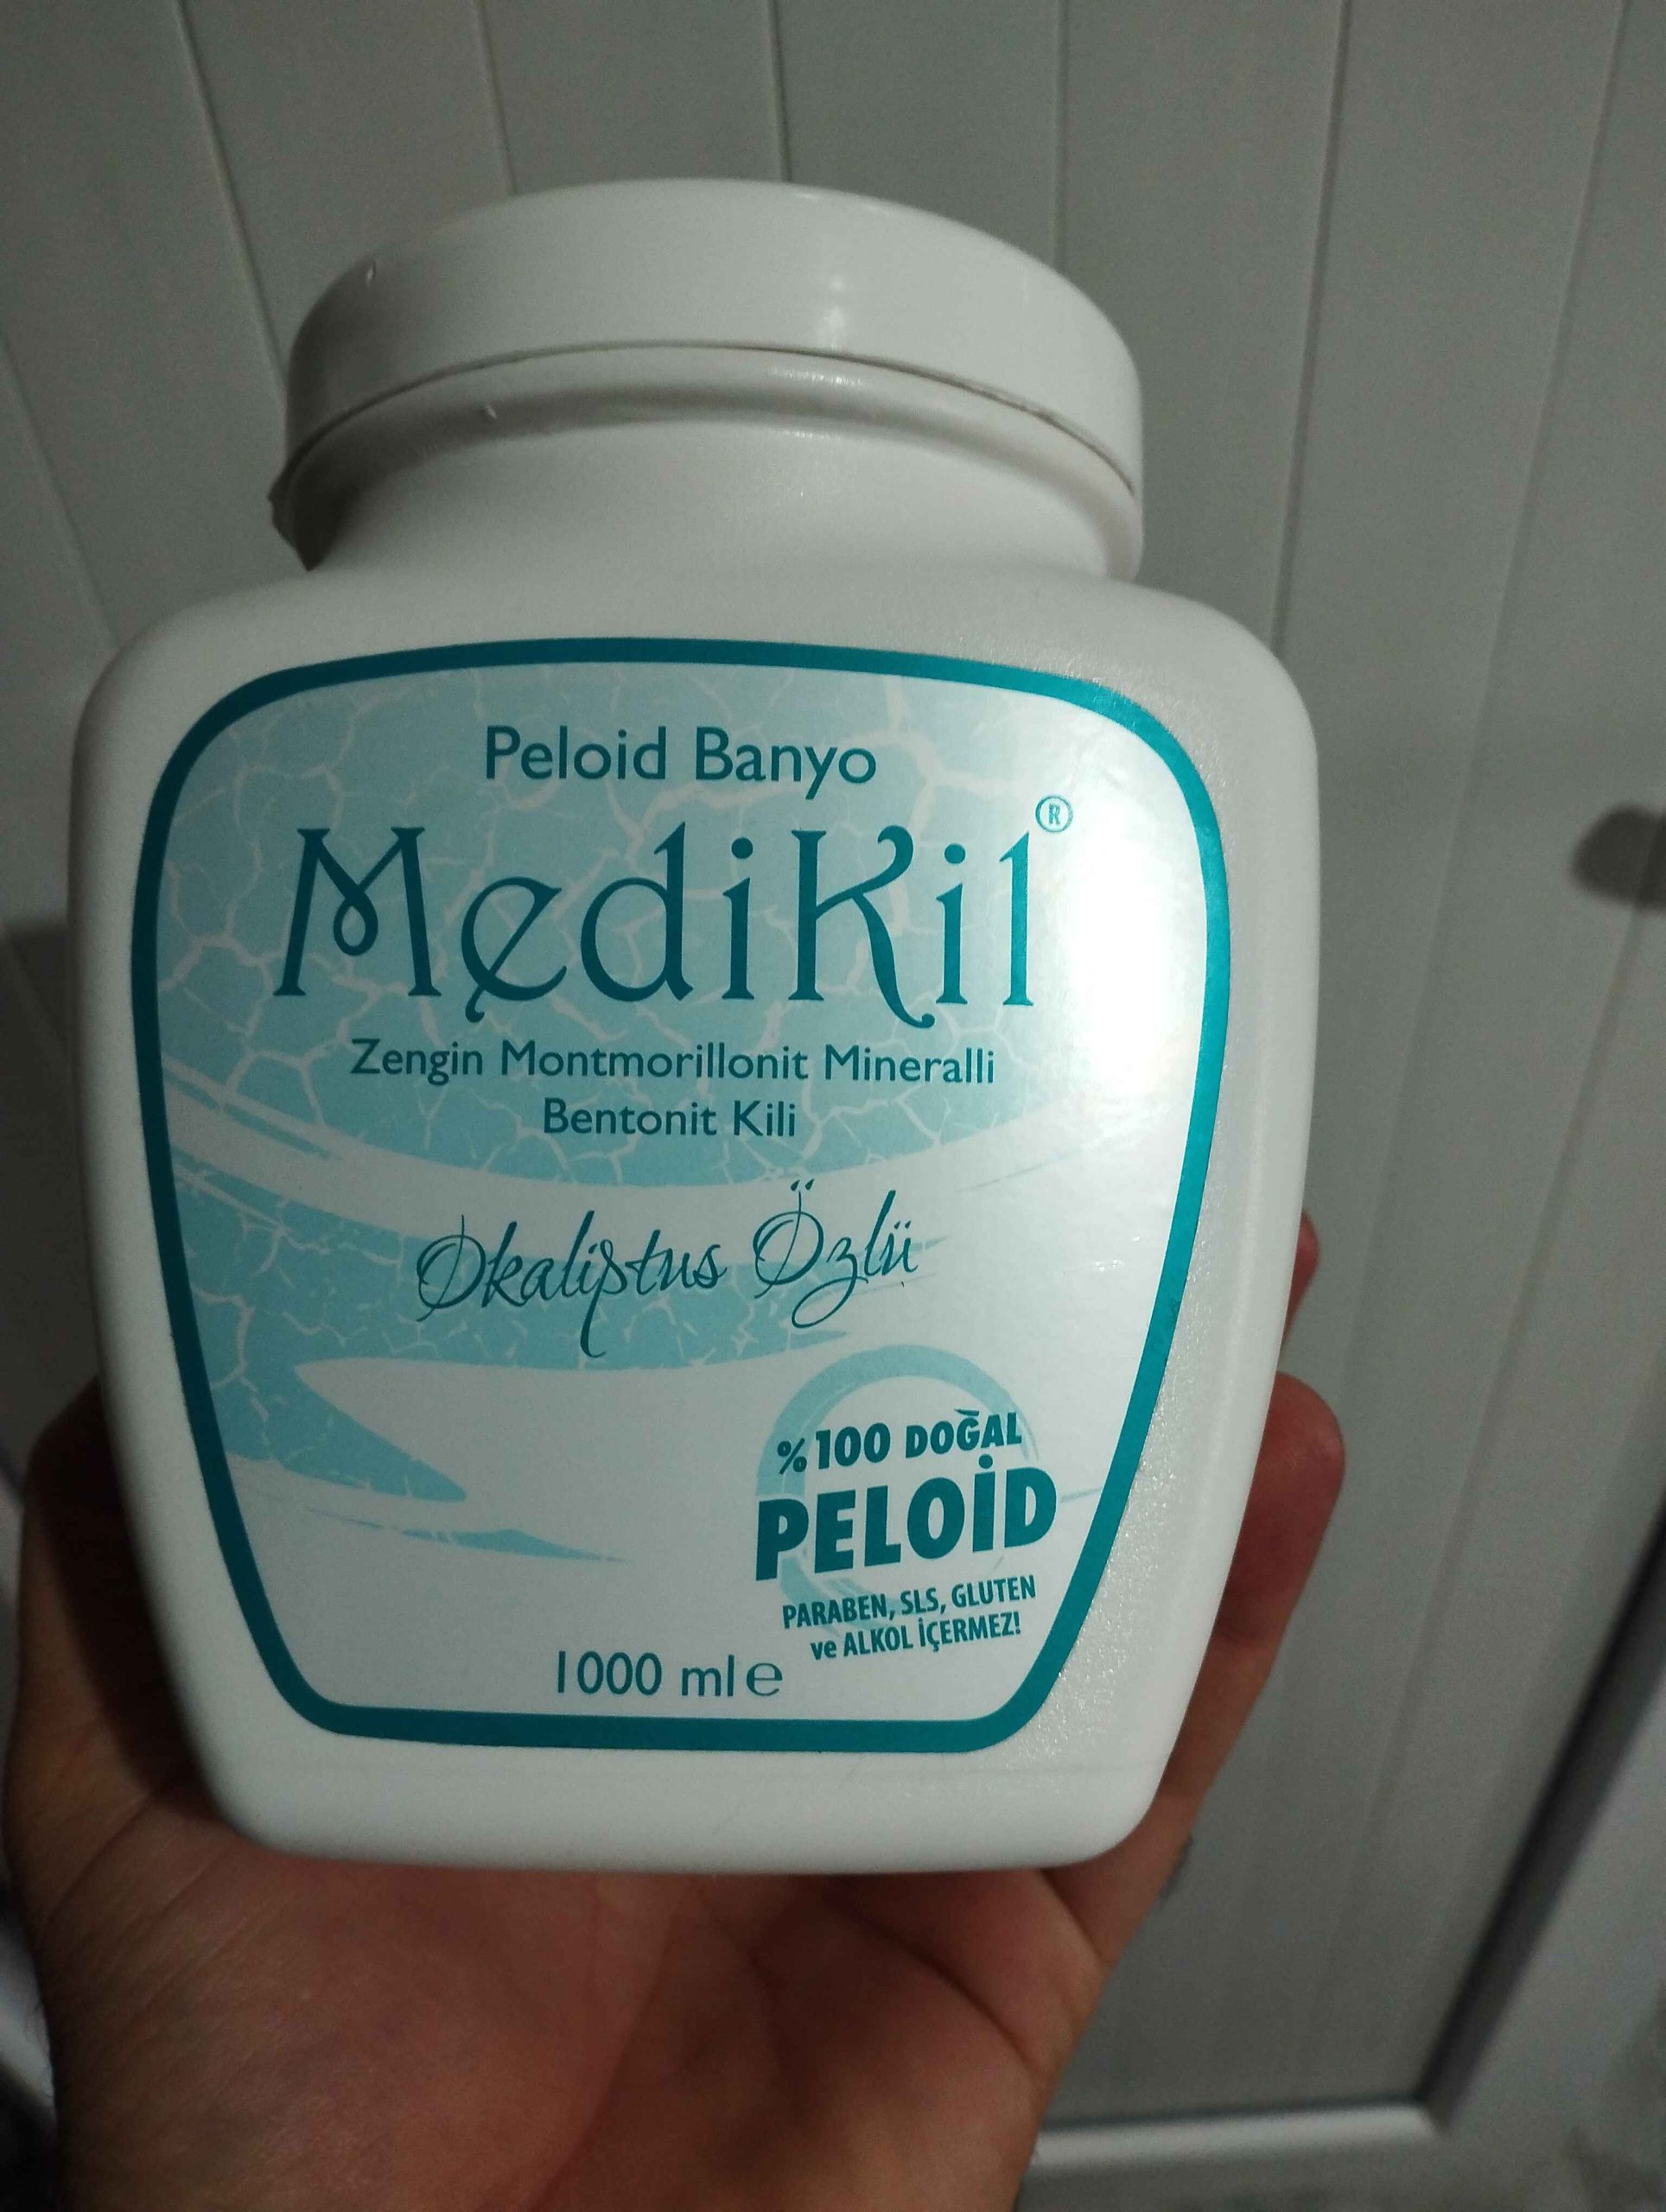 Peloid Banyo
MediKil®
Zengin Montmorillonit Mineralli
Bentonit Kili
Okaliptus Özlü
%100 DOĞAL
PELOİD
PARABEN, SLS, GLUTEN
ve ALKOL İÇERMEZ!
1000 ml e